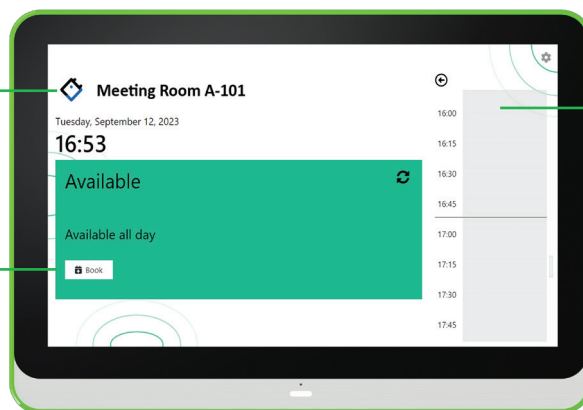 Meeting Room A-101
Tuesday, September 12, 2023
16:53
Available
Available all day
Book
16:00
16:15
16:30
16:45
17:00
17:15
17:30
17:45